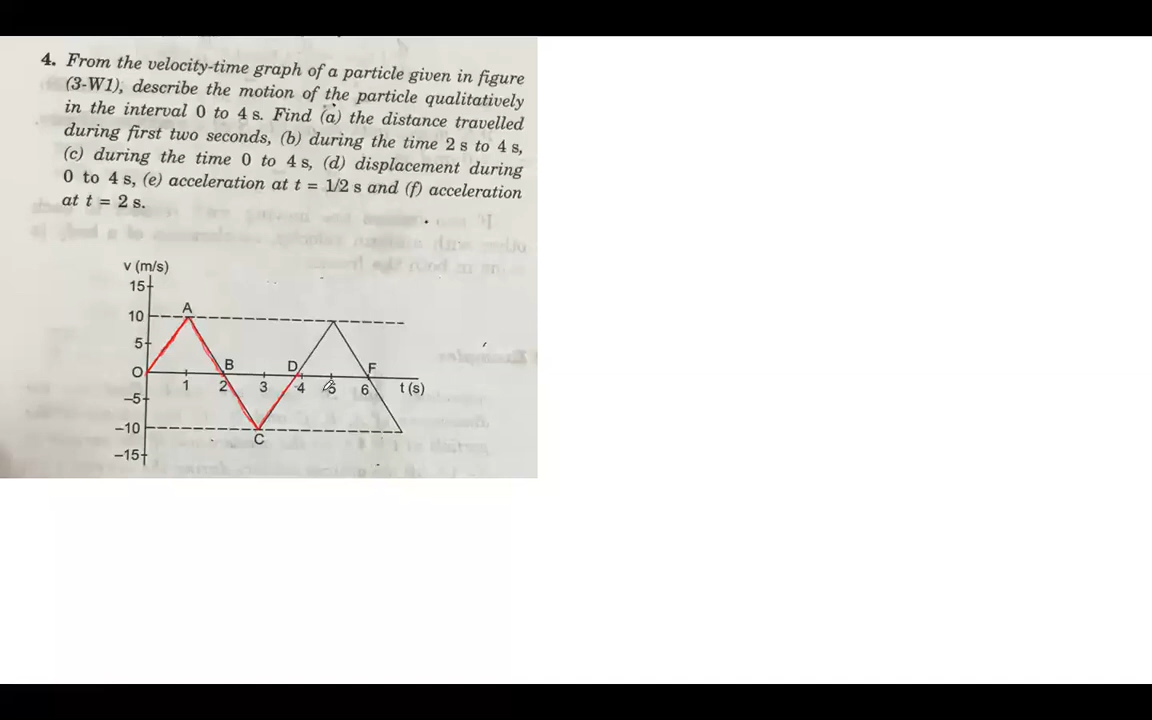 4. From the velocity-time graph of a particle given in figure
(3-W1), describe the motion of the particle qualitatively
in the interval 0 to 4 s. Find (a) the distance travelled
during first two seconds, (b) during the time 2 s to 4 s,
(c) during the time 0 to 4 s, (d) displacement during
0 to 4 s, (e) acceleration at t = 1/2 s and (f) acceleration
at t = 2 s.
v (m/s)
15
10 A
5
O B D F
1 2 3 4 5 6 t (s)
–5
–10
C
–15